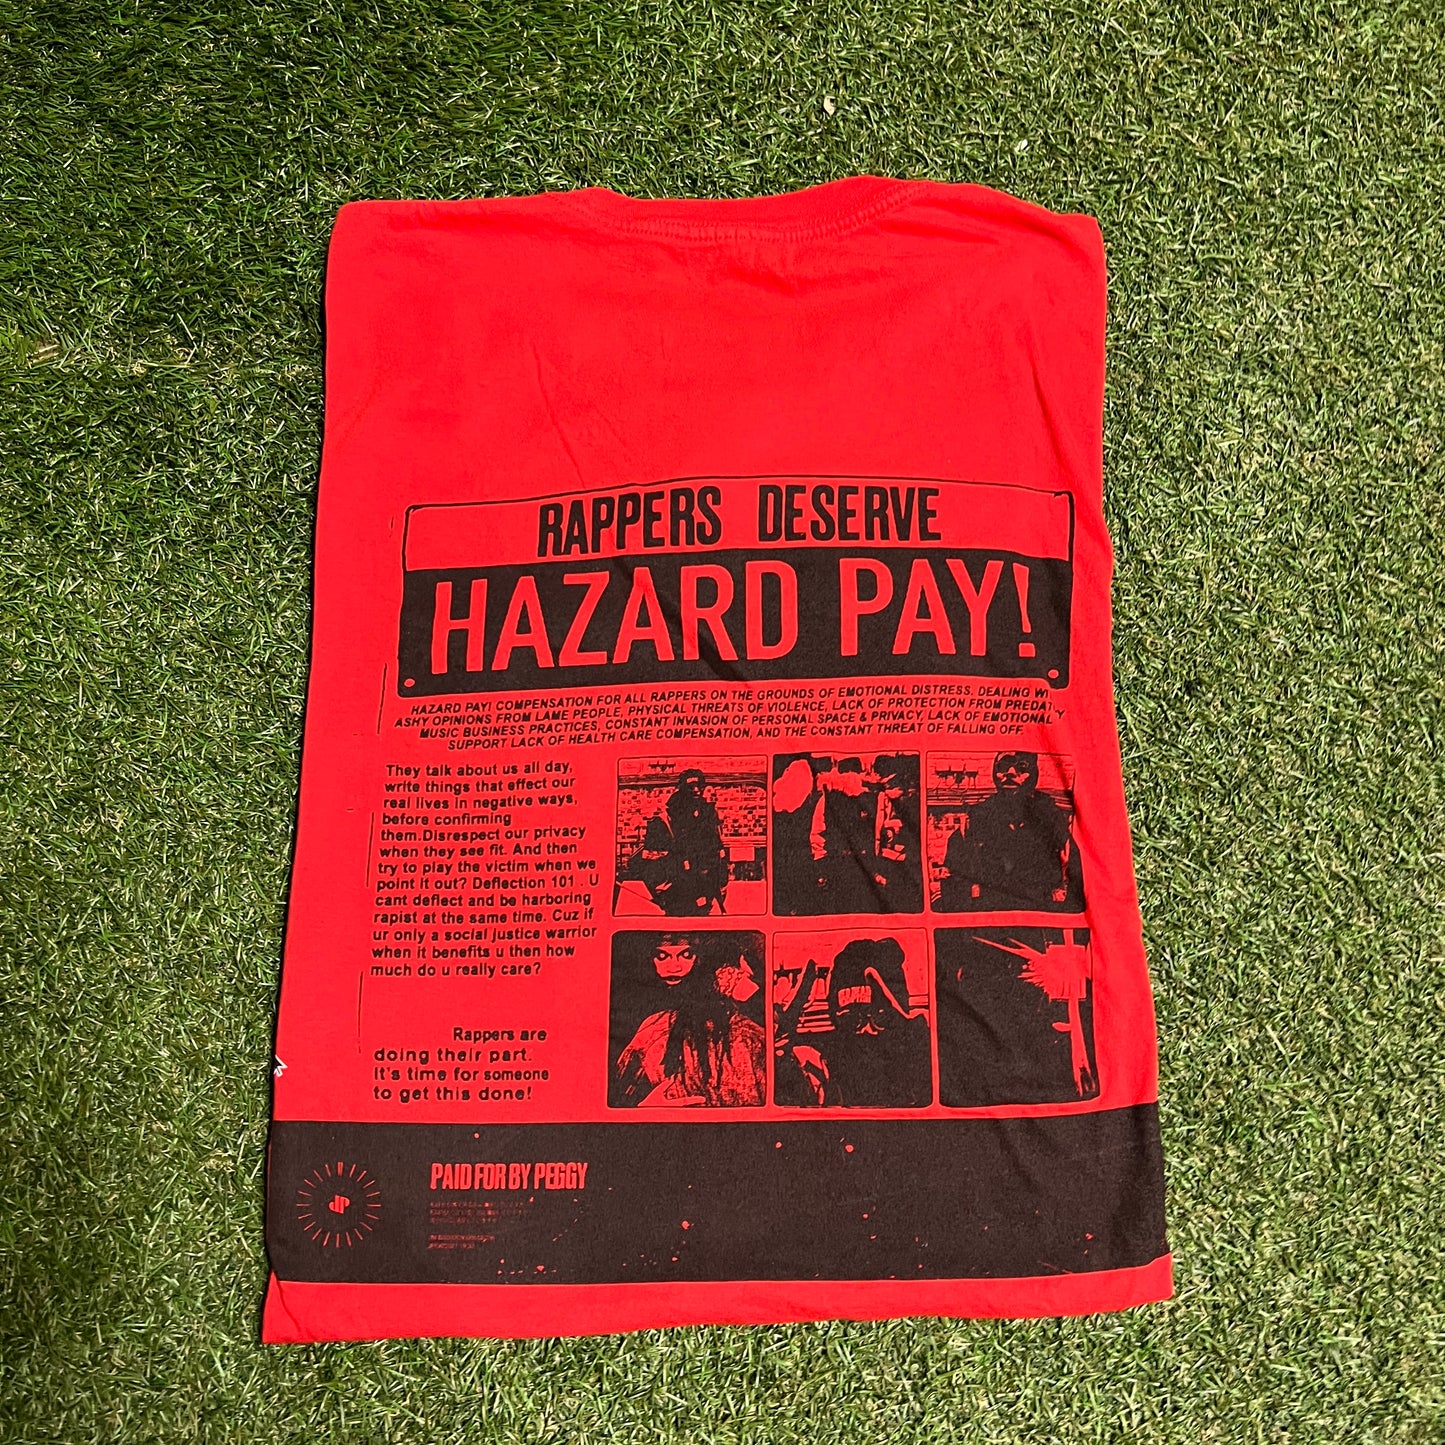 RAPPERS DESERVE
HAZARD PAY!
HAZARD PAY! COMPENSATION FOR ALL RAPPERS ON THE GROUNDS OF EMOTIONAL DISTRESS. DEALING WI
ASHY OPINIONS FROM LAME PEOPLE, PHYSICAL THREATS OF VIOLENCE, LACK OF PROTECTION FROM PREDAT Y
MUSIC BUSINESS PRACTICES, CONSTANT INVASION OF PERSONAL SPACE & PRIVACY, LACK OF EMOTIONAL
SUPPORT LACK OF HEALTH CARE COMPENSATION, AND THE CONSTANT THREAT OF FALLING OFF.
They talk about us all day,
write things that effect our
real lives in negative ways,
before confirming
them.Disrespect our privacy
when they see fit. And then
try to play the victim when we
point it out? Deflection 101 . U
cant deflect and be harboring
rapist at the same time. Cuz if
ur only a social justice warrior
when it benefits u then how
much do u really care?
Rappers are
doing their part.
it's time for someone
to get this done!
JP
PAID FOR BY PEGGY